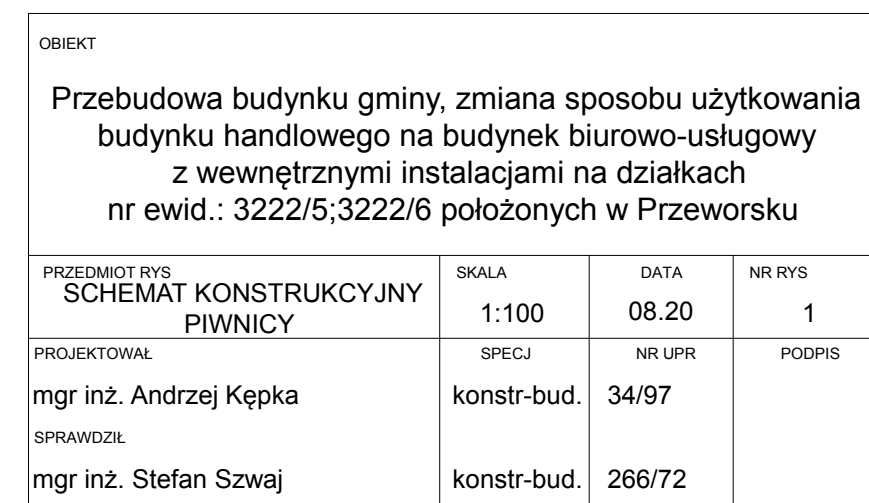 OBIEKT
Przebudowa budynku gminy, zmiana sposobu użytkowania
budynku handlowego na budynek biurowo-usługowy
z wewnętrznymi instalacjami na działkach
nr ewid.: 3222/5;3222/6 położonych w Przeworsku
PRZEDMIOT RYS SKALA DATA NR RYS
SCHEMAT KONSTRUKCYJNY
PIWNICY 1:100 08.20 1
PROJEKTOWAŁ SPECJ NR UPR PODPIS
mgr inż. Andrzej Kępka konstr-bud. 34/97
SPRAWDZIŁ
mgr inż. Stefan Szwaj konstr-bud. 266/72